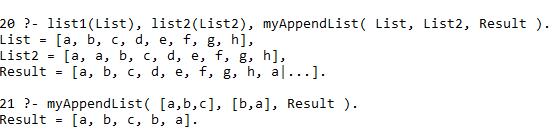 20 ?- list1(List), list2(List2), myAppendList( List, List2, Result ).
List = [a, b, c, d, e, f, g, h],
List2 = [a, a, b, c, d, e, f, g, h],
Result = [a, b, c, d, e, f, g, h, a|...].
21 ?- myAppendList( [a,b,c], [b,a], Result ).
Result = [a, b, c, b, a].